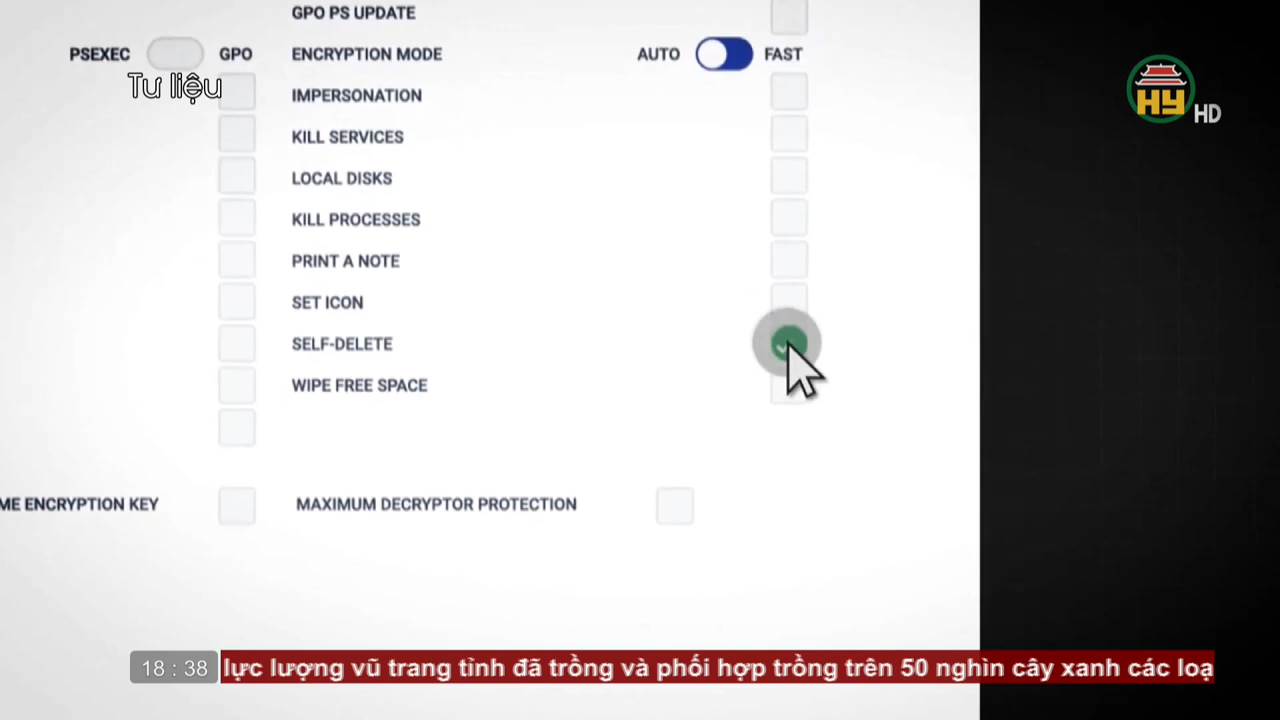 GPO PS UPDATE
PSEXEC GPO ENCRYPTION MODE AUTO FAST
Tư liệu
IMPERSONATION
HY HD
KILL SERVICES
LOCAL DISKS
KILL PROCESSES
PRINT A NOTE
SET ICON
SELF-DELETE
WIPE FREE SPACE
ME ENCRYPTION KEY MAXIMUM DECRYPTOR PROTECTION
18 : 38 lực lượng vũ trang tỉnh đã trồng và phối hợp trồng trên 50 nghìn cây xanh các loạ